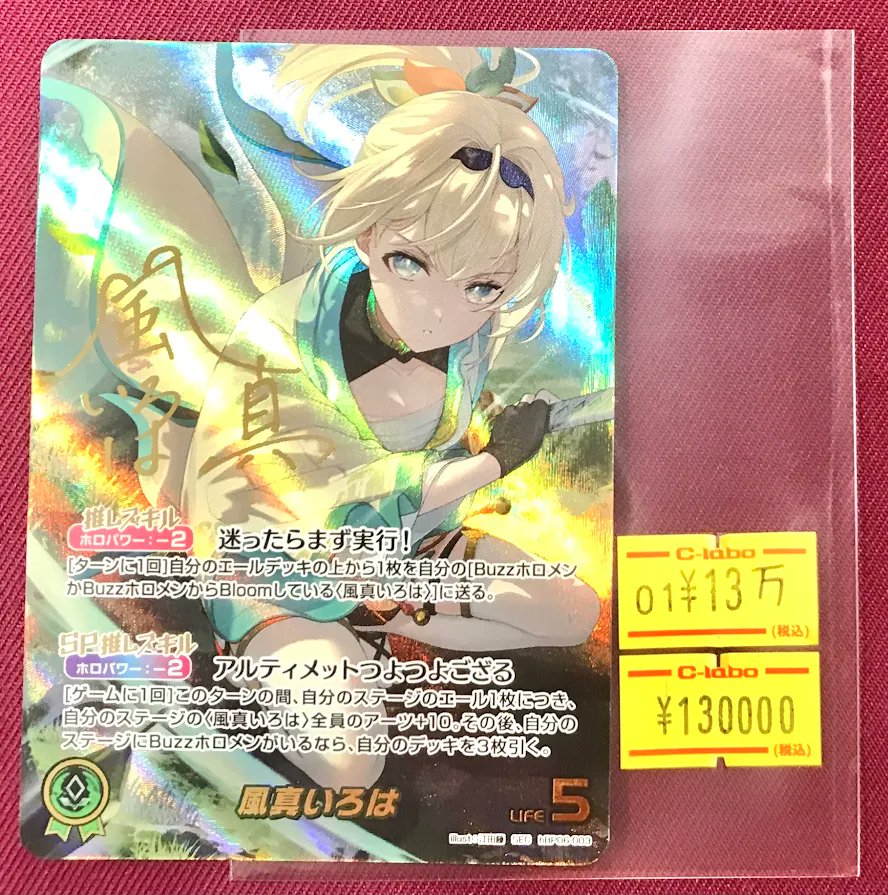 風真
いろは
推しスキル
ホロパワー：-2
迷ったらまず実行！
[ターンに1回]自分のエールデッキの上から1枚を自分の[Buzzホロメン
かBuzzホロメンからBloomしている〈風真いろは〉]に送る。
SP推しスキル
ホロパワー：-2
アルティメットつよつよござる
[ゲームに1回]このターンの間、自分のステージのエール1枚につき、
自分のステージの〈風真いろは〉全員のアーツ+10。その後、自分の
ステージにBuzzホロメンがいるなら、自分のデッキを3枚引く。
風真いろは
LIFE 5
SEC hBP06-003
C-labo
01¥13万
(税込)
C-labo
¥130000
(税込)